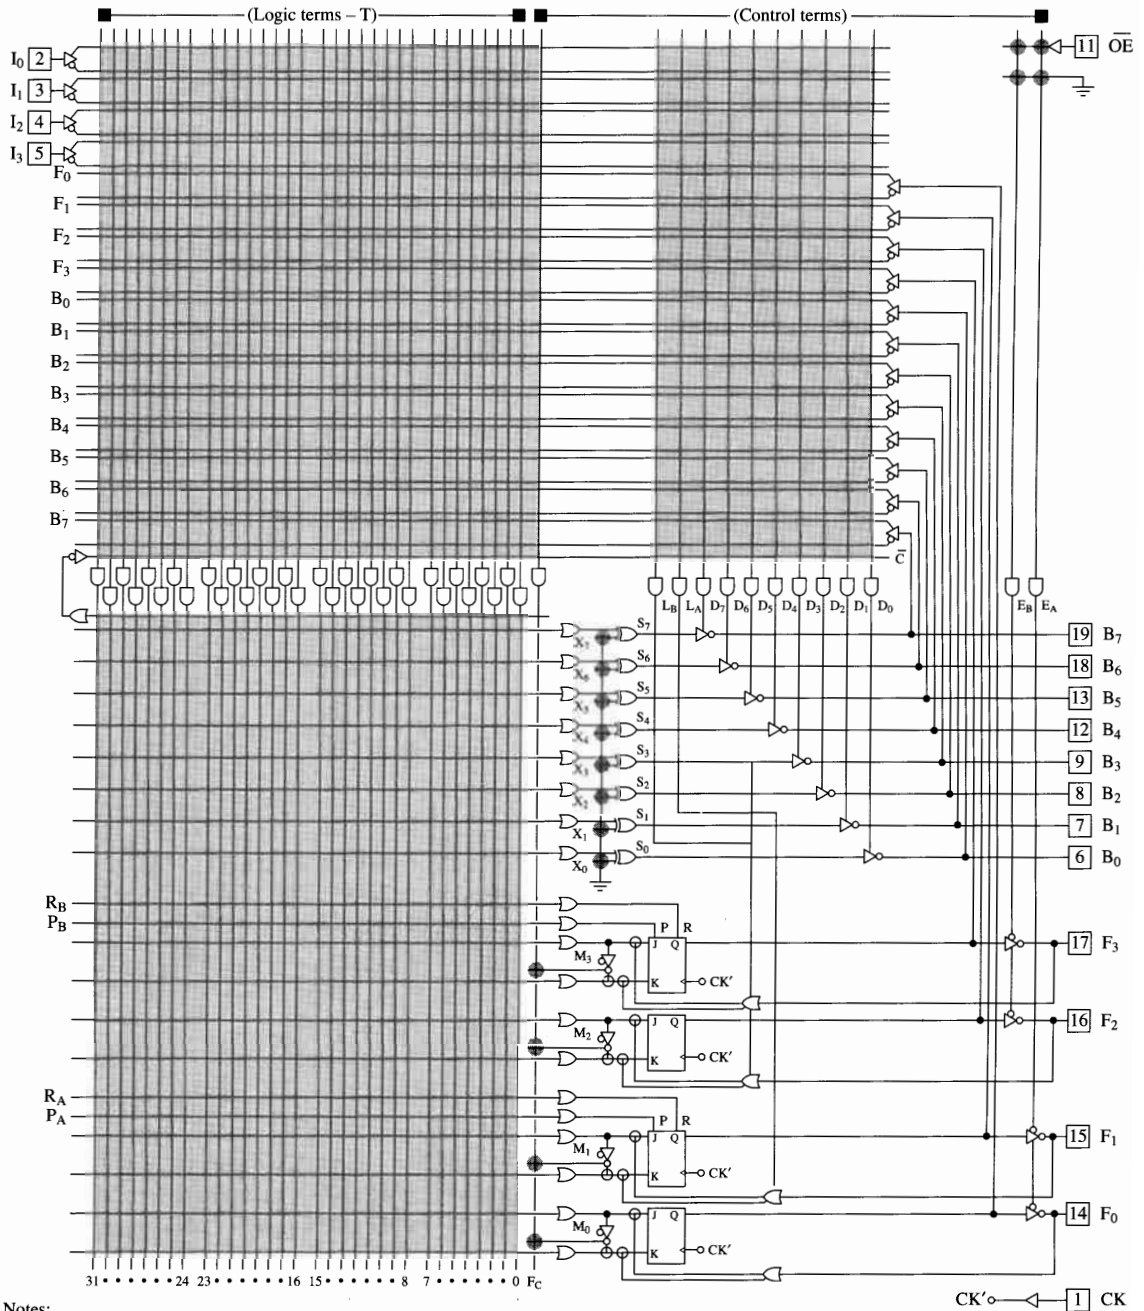 (Logic terms – T) (Control terms)
I0 2 11 OE
I1 3
I2 4
I3 5
F0
F1
F2
F3
B0
B1
B2
B3
B4
B5
B6
B7
C
LB LA D7 D6 D5 D4 D3 D2 D1 D0 EB EA
X7 S7 19 B7
X6 S6 18 B6
X5 S5 13 B5
X4 S4 12 B4
X3 S3 9 B3
X2 S2 8 B2
X1 S1 7 B1
X0 S0 6 B0
RB
PB P R
J Q 17 F3
M3 K CK′
J Q 16 F2
M2 K CK′
RA
PA P R
J Q 15 F1
M1 K CK′
J Q 14 F0
M0 K CK′
31 24 23 16 15 8 7 0 FC
CK′ 1 CK
Notes: